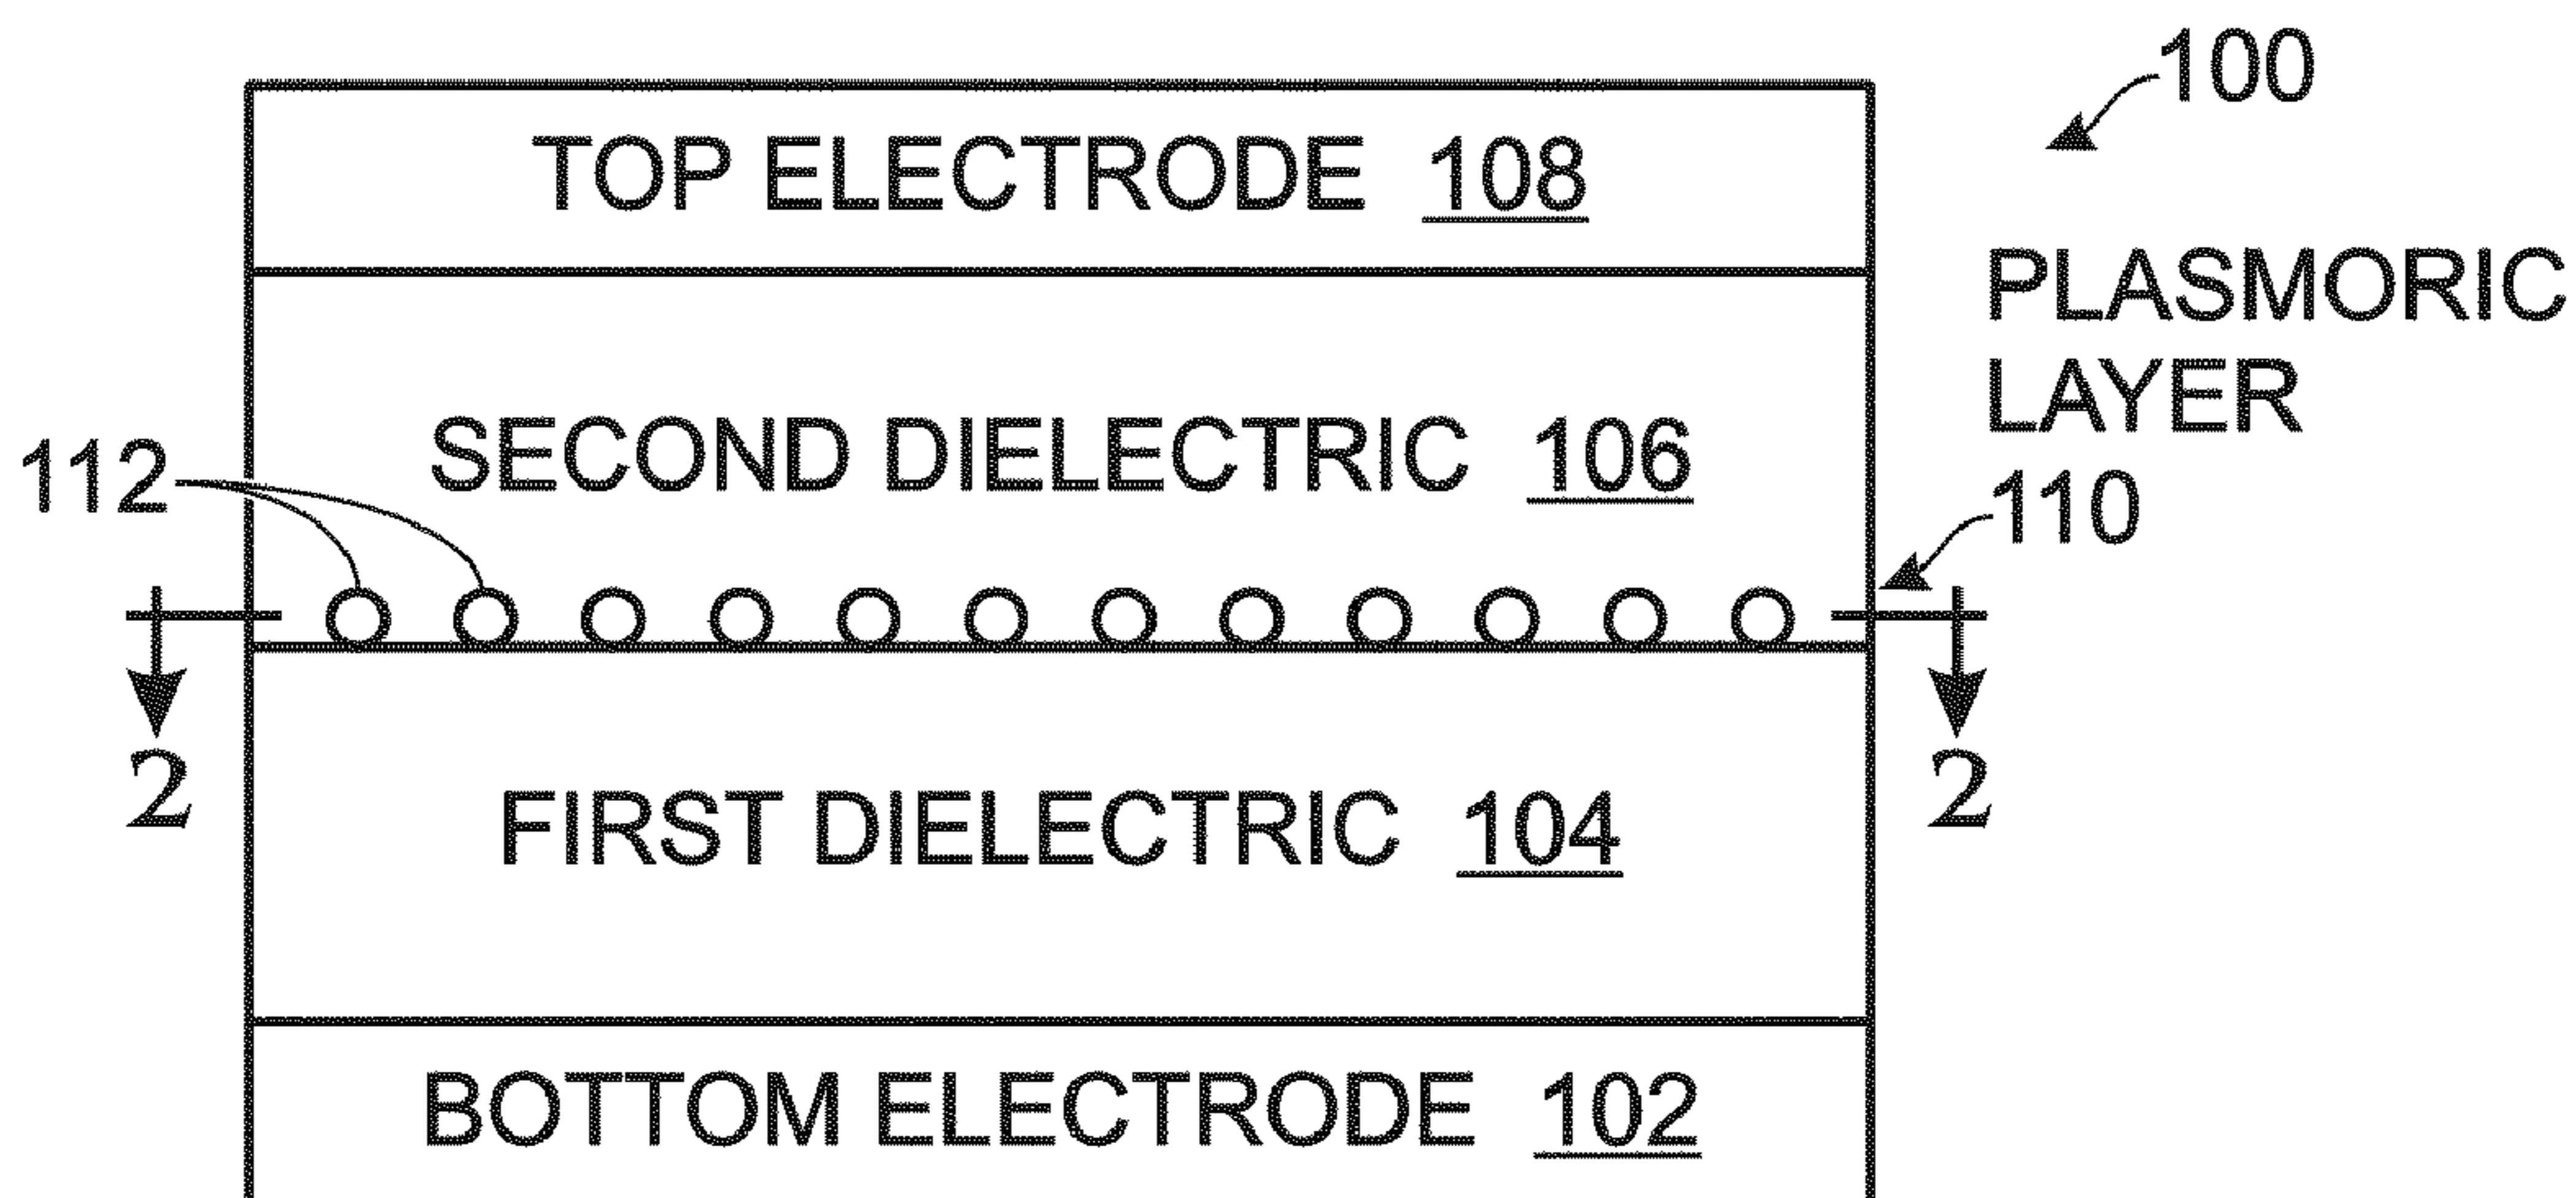 100
TOP ELECTRODE 108
PLASMORIC
LAYER
110
SECOND DIELECTRIC 106
112
2
2
FIRST DIELECTRIC 104
BOTTOM ELECTRODE 102